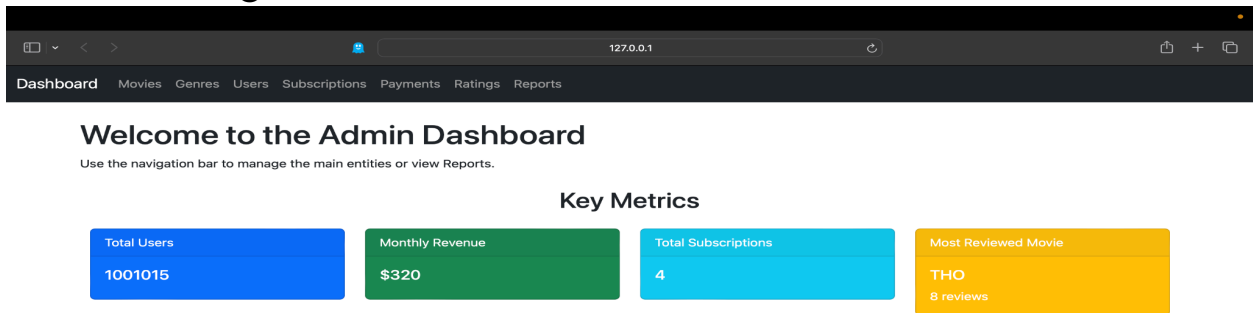 127.0.0.1
Dashboard Movies Genres Users Subscriptions Payments Ratings Reports
Welcome to the Admin Dashboard
Use the navigation bar to manage the main entities or view Reports.
Key Metrics
Total Users
1001015
Monthly Revenue
$320
Total Subscriptions
4
Most Reviewed Movie
THO
8 reviews